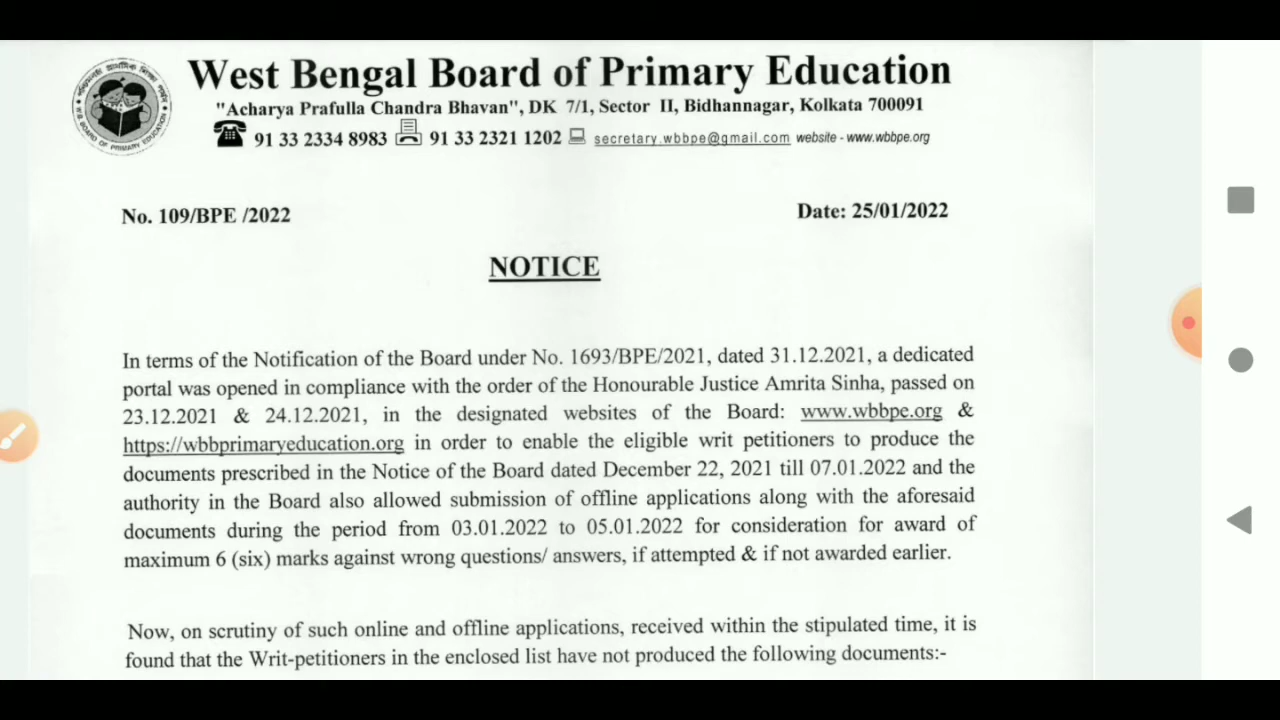 West Bengal Board of Primary Education
"Acharya Prafulla Chandra Bhavan", DK 7/1, Sector II, Bidhannagar, Kolkata 700091
91 33 2334 8983 91 33 2321 1202 secretary.wbbpe@gmail.com website - www.wbbpe.org
W.B. BOARD OF PRIMARY EDUCATION
No. 109/BPE /2022 Date: 25/01/2022
NOTICE
In terms of the Notification of the Board under No. 1693/BPE/2021, dated 31.12.2021, a dedicated
portal was opened in compliance with the order of the Honourable Justice Amrita Sinha, passed on
23.12.2021 & 24.12.2021, in the designated websites of the Board: www.wbbpe.org &
https://wbbprimaryeducation.org in order to enable the eligible writ petitioners to produce the
documents prescribed in the Notice of the Board dated December 22, 2021 till 07.01.2022 and the
authority in the Board also allowed submission of offline applications along with the aforesaid
documents during the period from 03.01.2022 to 05.01.2022 for consideration for award of
maximum 6 (six) marks against wrong questions/ answers, if attempted & if not awarded earlier.
Now, on scrutiny of such online and offline applications, received within the stipulated time, it is
found that the Writ-petitioners in the enclosed list have not produced the following documents:-